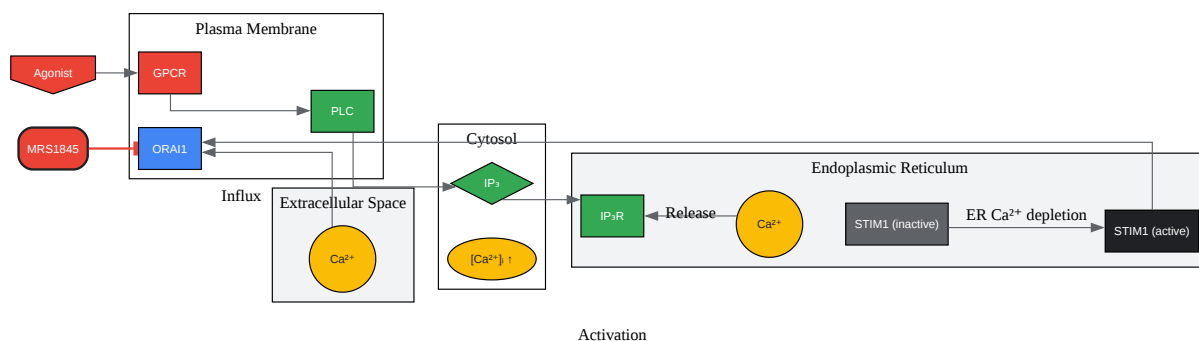 Plasma Membrane
Agonist
GPCR
PLC
MRS1845
ORAI1
Cytosol
IP₃
[Ca²⁺]ᵢ ↑
Influx
Extracellular Space
Ca²⁺
Endoplasmic Reticulum
IP₃R
Release
Ca²⁺
STIM1 (inactive)
ER Ca²⁺ depletion
STIM1 (active)
Activation